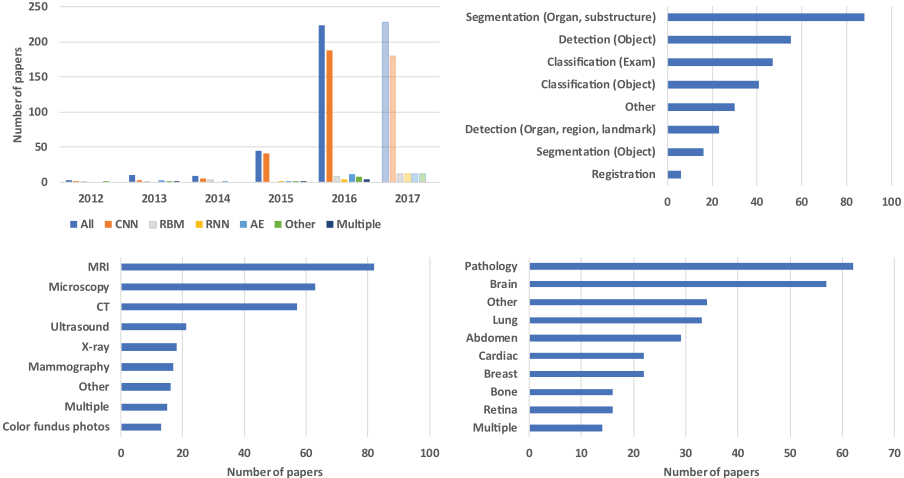 Number of papers
250
200
150
100
50
0
2012 2013 2014 2015 2016 2017
All CNN RBM RNN AE Other Multiple
Segmentation (Organ, substructure)
Detection (Object)
Classification (Exam)
Classification (Object)
Other
Detection (Organ, region, landmark)
Segmentation (Object)
Registration
0 20 40 60 80 100
MRI
Microscopy
CT
Ultrasound
X-ray
Mammography
Other
Multiple
Color fundus photos
0 20 40 60 80 100
Number of papers
Pathology
Brain
Other
Lung
Abdomen
Cardiac
Breast
Bone
Retina
Multiple
0 10 20 30 40 50 60 70
Number of papers